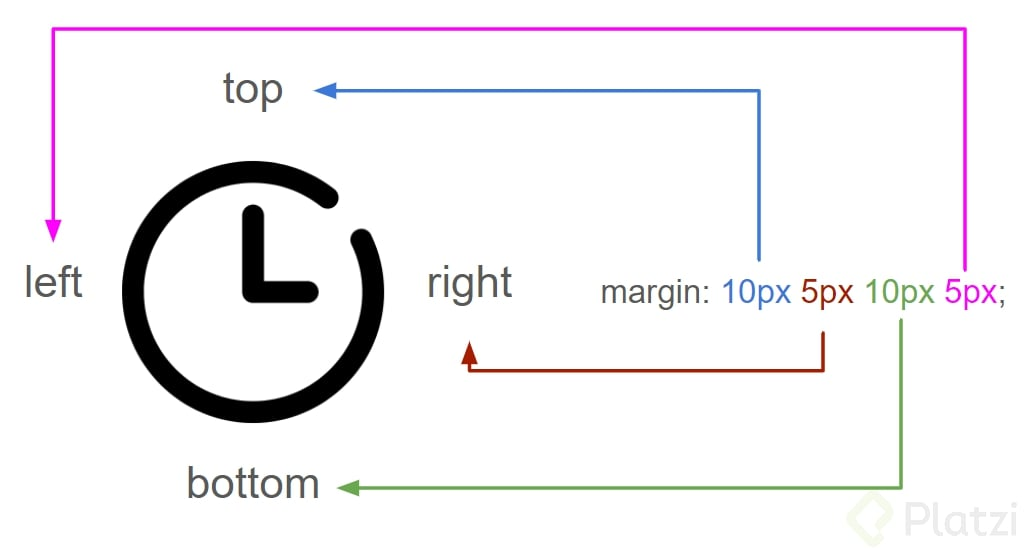 top
left
right
margin: 10px 5px 10px 5px;
bottom
Platzi